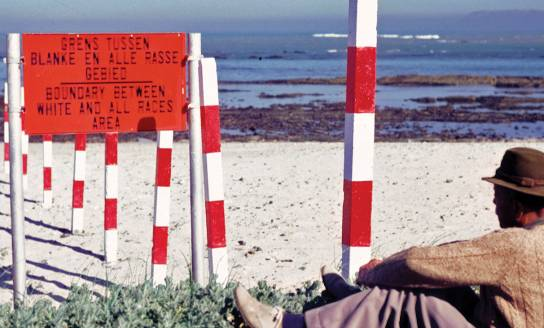 GRENS TUSSEN
BLANKE EN ALLE RASSE
GEBIED
BOUNDARY BETWEEN
WHITE AND ALL RACES
AREA